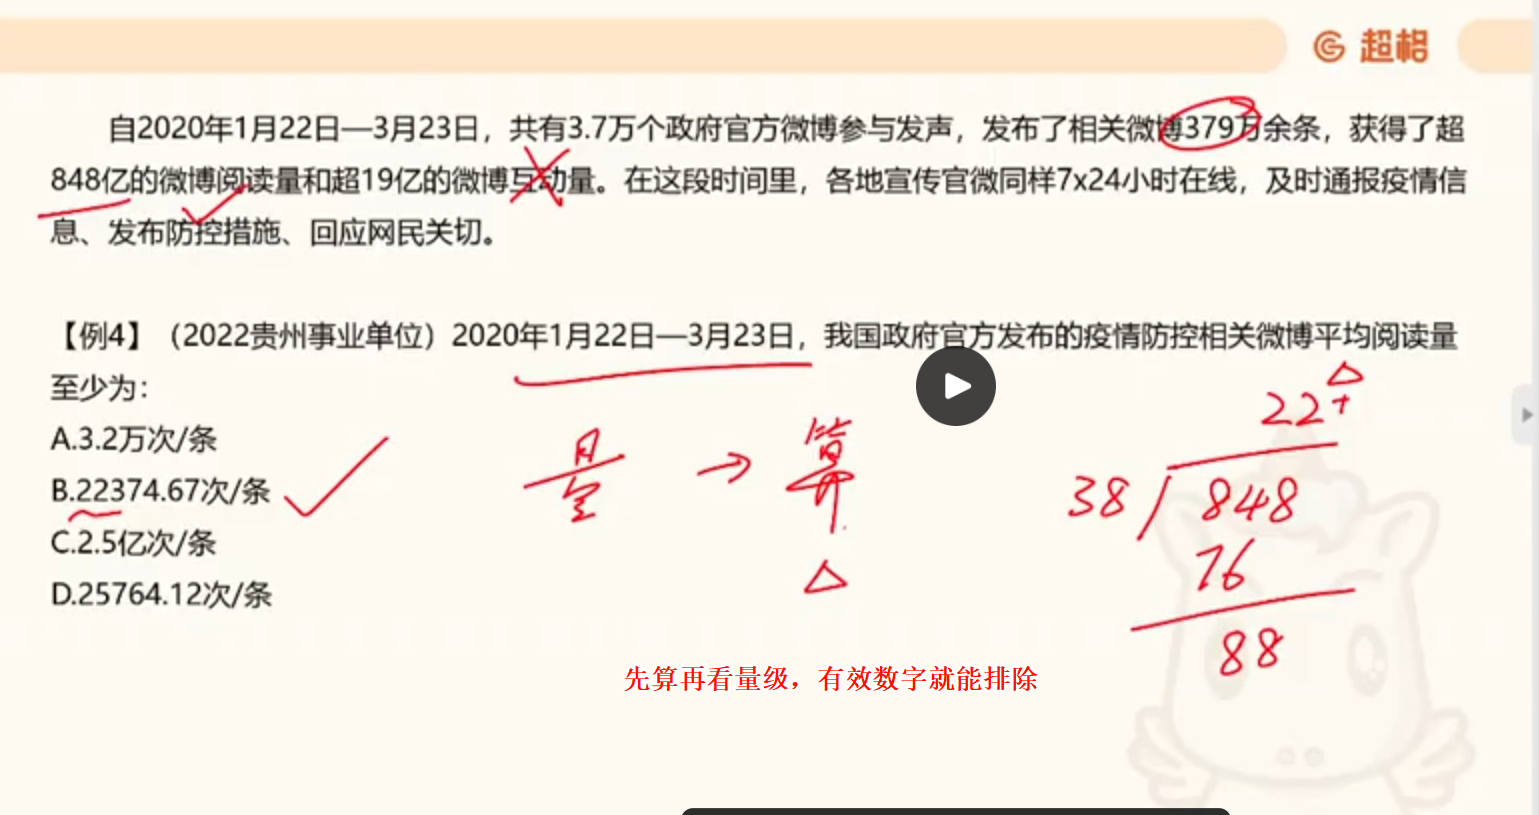 超格
自2020年1月22日—3月23日，共有3.7万个政府官方微博参与发声，发布了相关微博379万余条，获得了超
848亿的微博阅读量和超19亿的微博互动量。在这段时间里，各地宣传官微同样7x24小时在线，及时通报疫情信
息、发布防控措施、回应网民关切。
【例4】（2022贵州事业单位）2020年1月22日—3月23日，我国政府官方发布的疫情防控相关微博平均阅读量
至少为：
A.3.2万次/条
B.22374.67次/条
C.2.5亿次/条
D.25764.12次/条
→ 算
22+
38 848
76
88
先算再看量级，有效数字就能排除